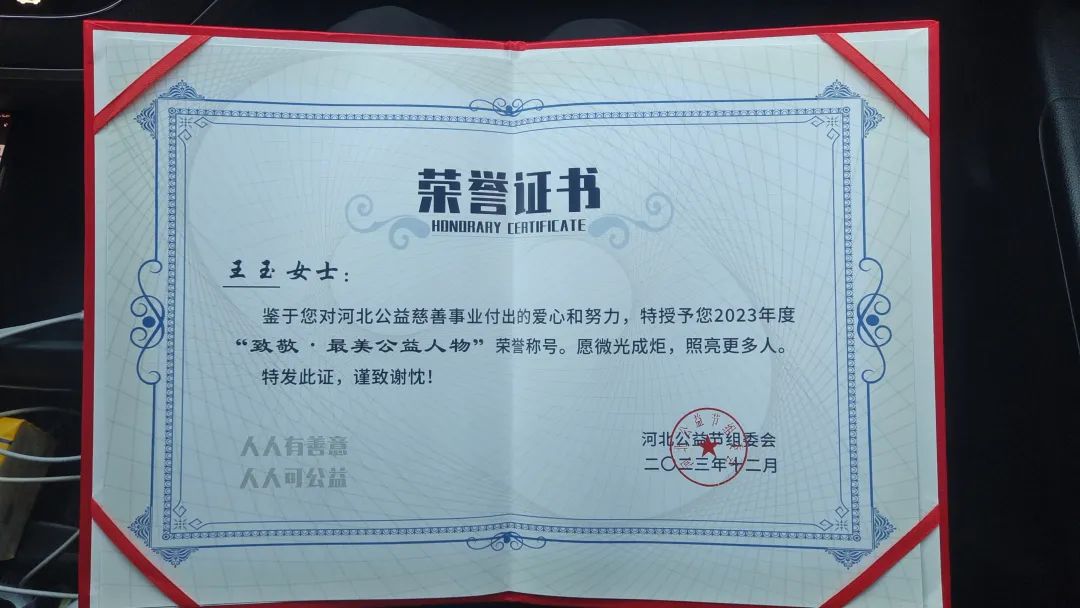 荣誉证书
HONORARY CERTIFICATE
王玉女士：
鉴于您对河北公益慈善事业付出的爱心和努力，特授予您2023年度
“致敬·最美公益人物”荣誉称号。愿微光成炬，照亮更多人。
特发此证，谨致谢忱！
人人有善意
人人可公益
河北公益节组委会
二〇二三年十二月